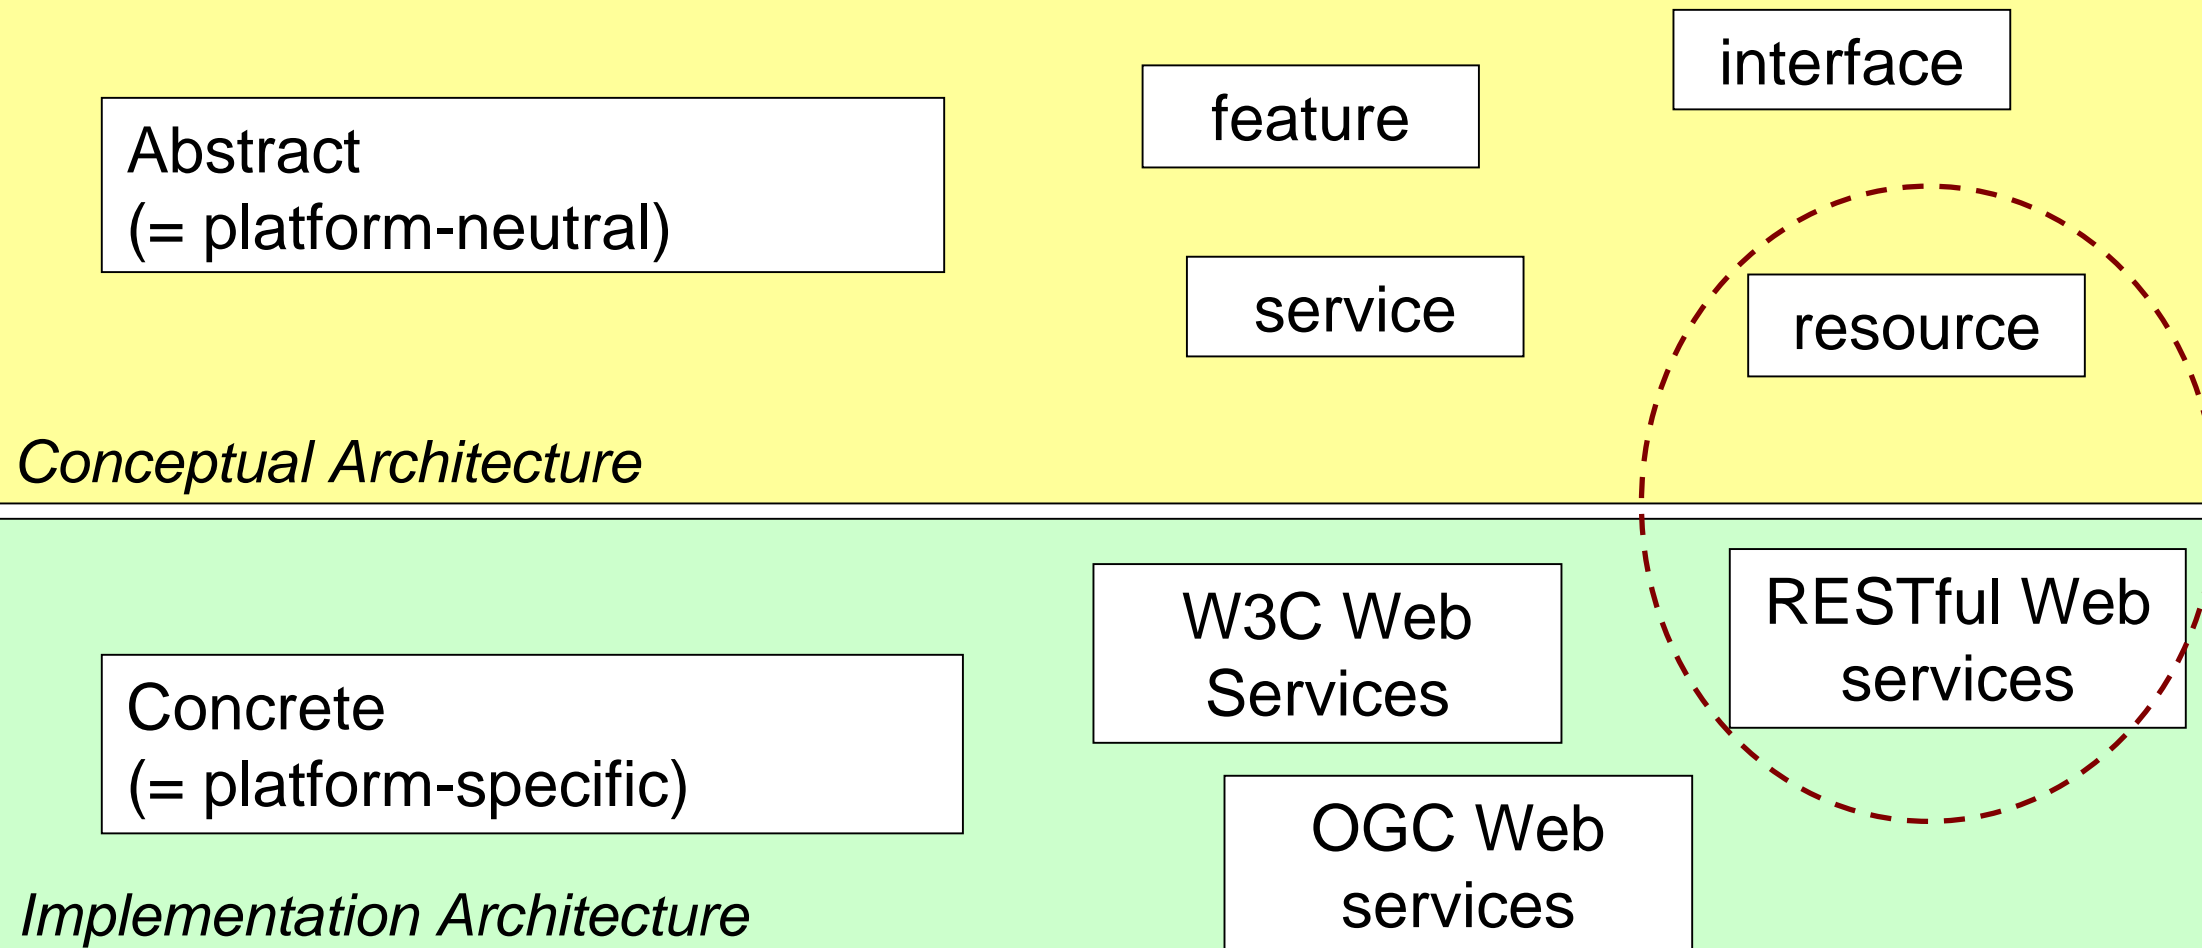 interface
feature
Abstract
(= platform-neutral)
service
resource
Conceptual Architecture
W3C Web
Services
RESTful Web
services
Concrete
(= platform-specific)
OGC Web
services
Implementation Architecture